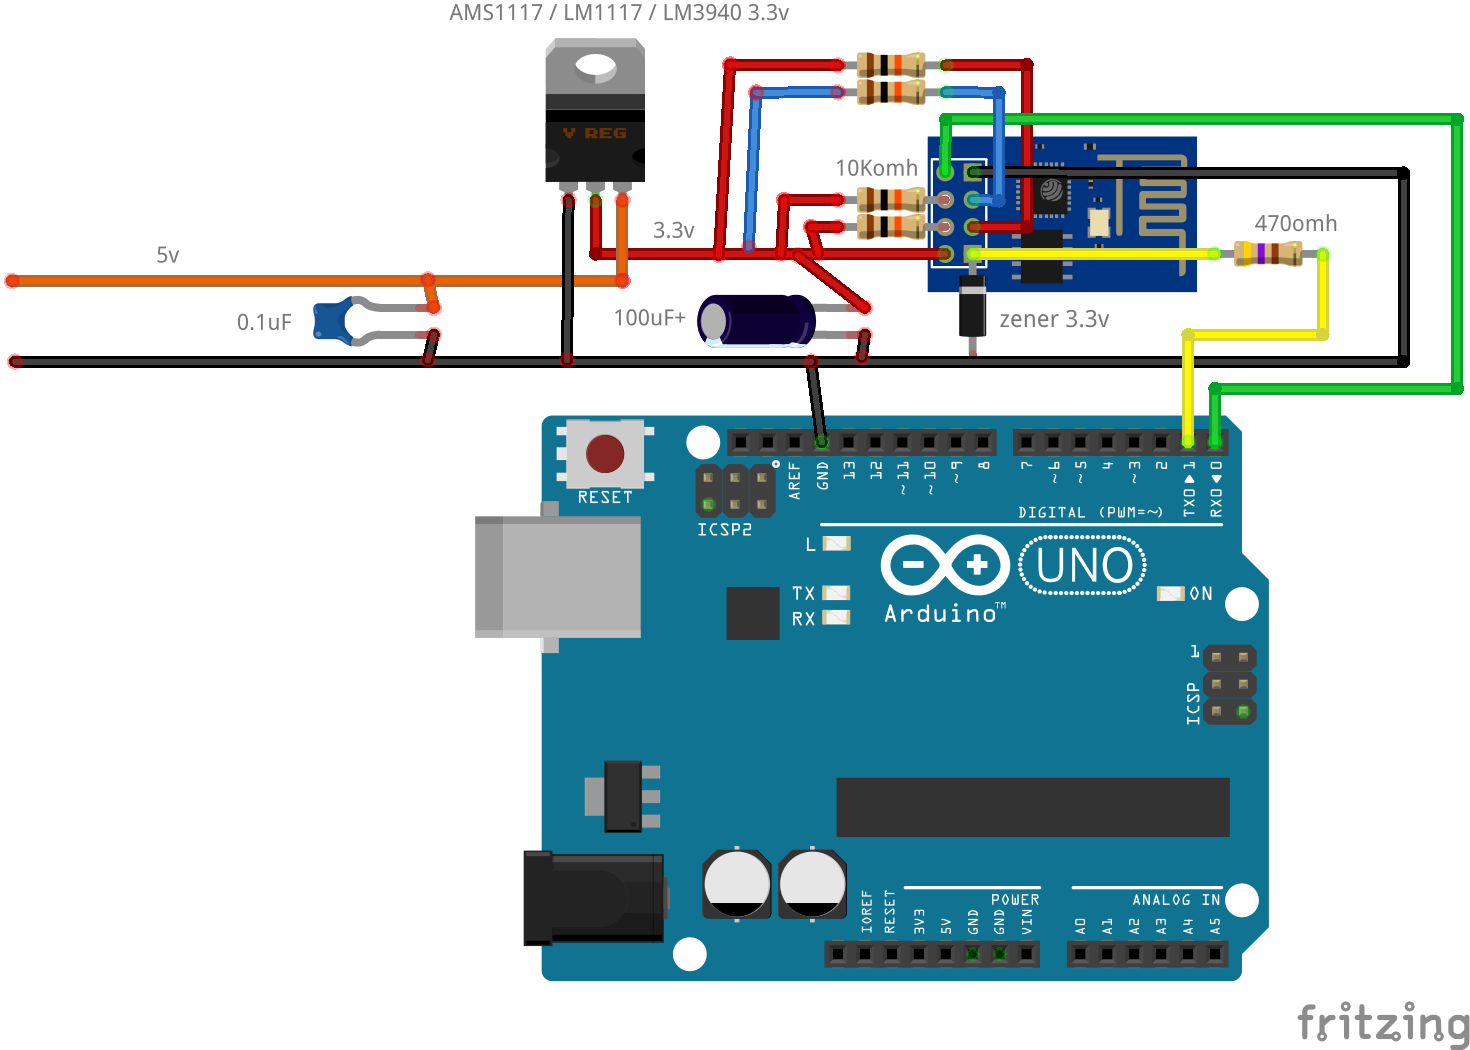 AMS1117 / LM1117 / LM3940 3.3v
V REG
10Komh
3.3v
470omh
5v
0.1uF
100uF+
zener 3.3v
RESET
AREF
GND
13
12
~11
~10
~9
8
7
~6
~5
4
~3
2
TX0▶1
RX0◀0
ICSP2
DIGITAL (PWM=~)
L
TX
RX
UNO
ON
Arduino™
1
ICSP
IOREF
RESET
3V3
5V
GND
GND
VIN
POWER
ANALOG IN
A0
A1
A2
A3
A4
A5
fritzing